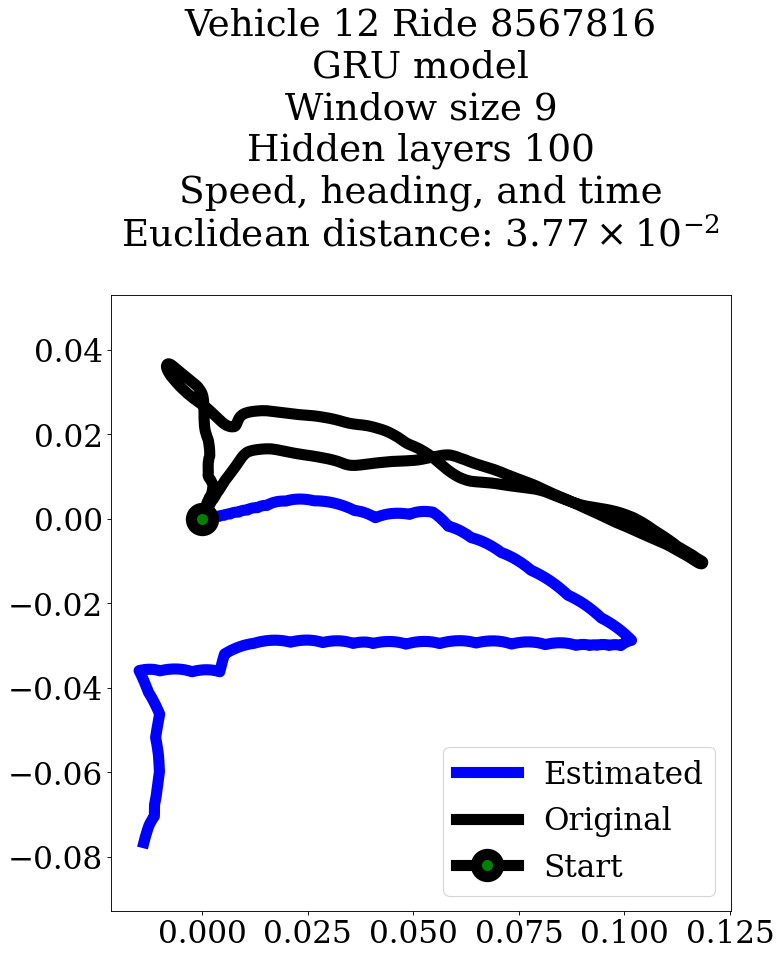 Vehicle 12 Ride 8567816
GRU model
Window size 9
Hidden layers 100
Speed, heading, and time
Euclidean distance: 3.77 × 10⁻²
0.04
0.02
0.00
−0.02
−0.04
−0.06
−0.08
Estimated
Original
Start
0.000 0.025 0.050 0.075 0.100 0.125